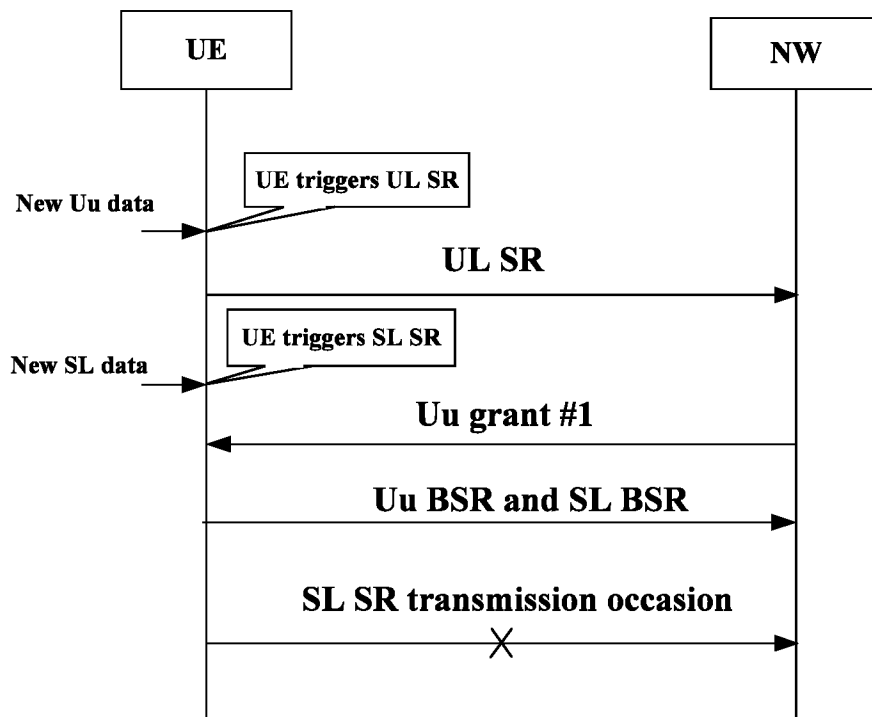 UE
NW
UE triggers UL SR
New Uu data
UL SR
UE triggers SL SR
New SL data
Uu grant #1
Uu BSR and SL BSR
SL SR transmission occasion